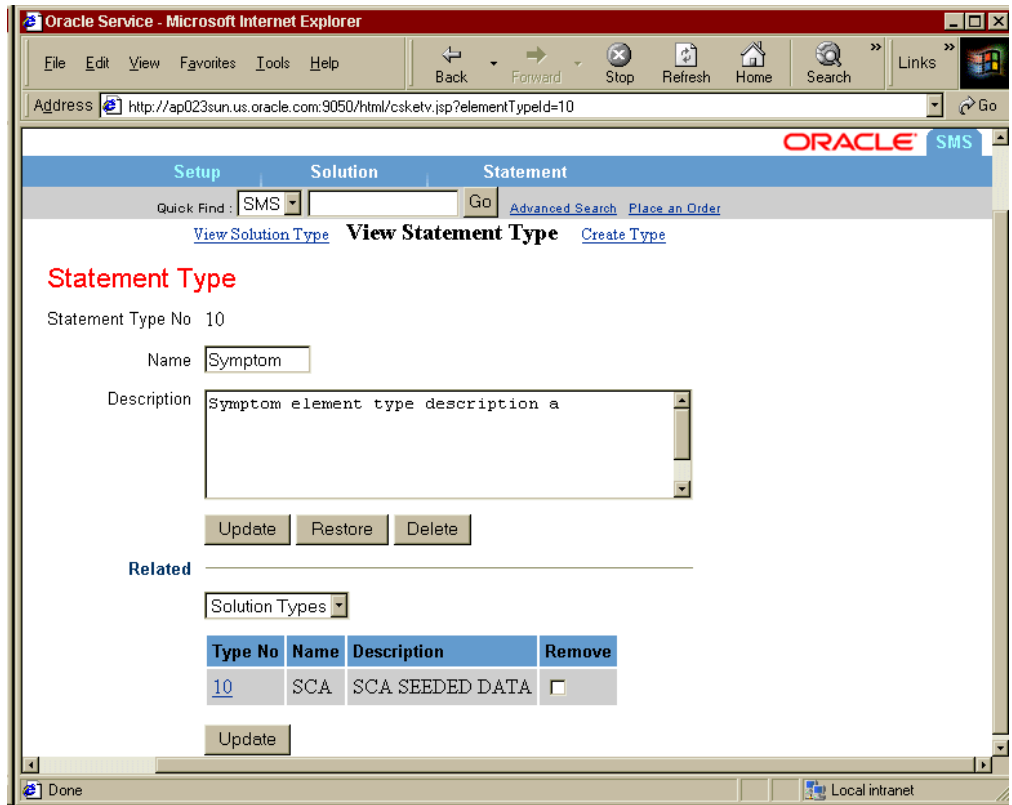 Oracle Service - Microsoft Internet Explorer
File Edit View Favorites Tools Help
Back Forward Stop Refresh Home Search » Links »
Address http://ap023sun.us.oracle.com:9050/html/csketv.jsp?elementTypeId=10 Go
ORACLE SMS
Setup Solution Statement
Quick Find : SMS Go Advanced Search Place an Order
View Solution Type View Statement Type Create Type
Statement Type
Statement Type No 10
Name Symptom
Description Symptom element type description a
Update Restore Delete
Related
Solution Types
Type No Name Description Remove
10 SCA SCA SEEDED DATA
Update
Done Local intranet